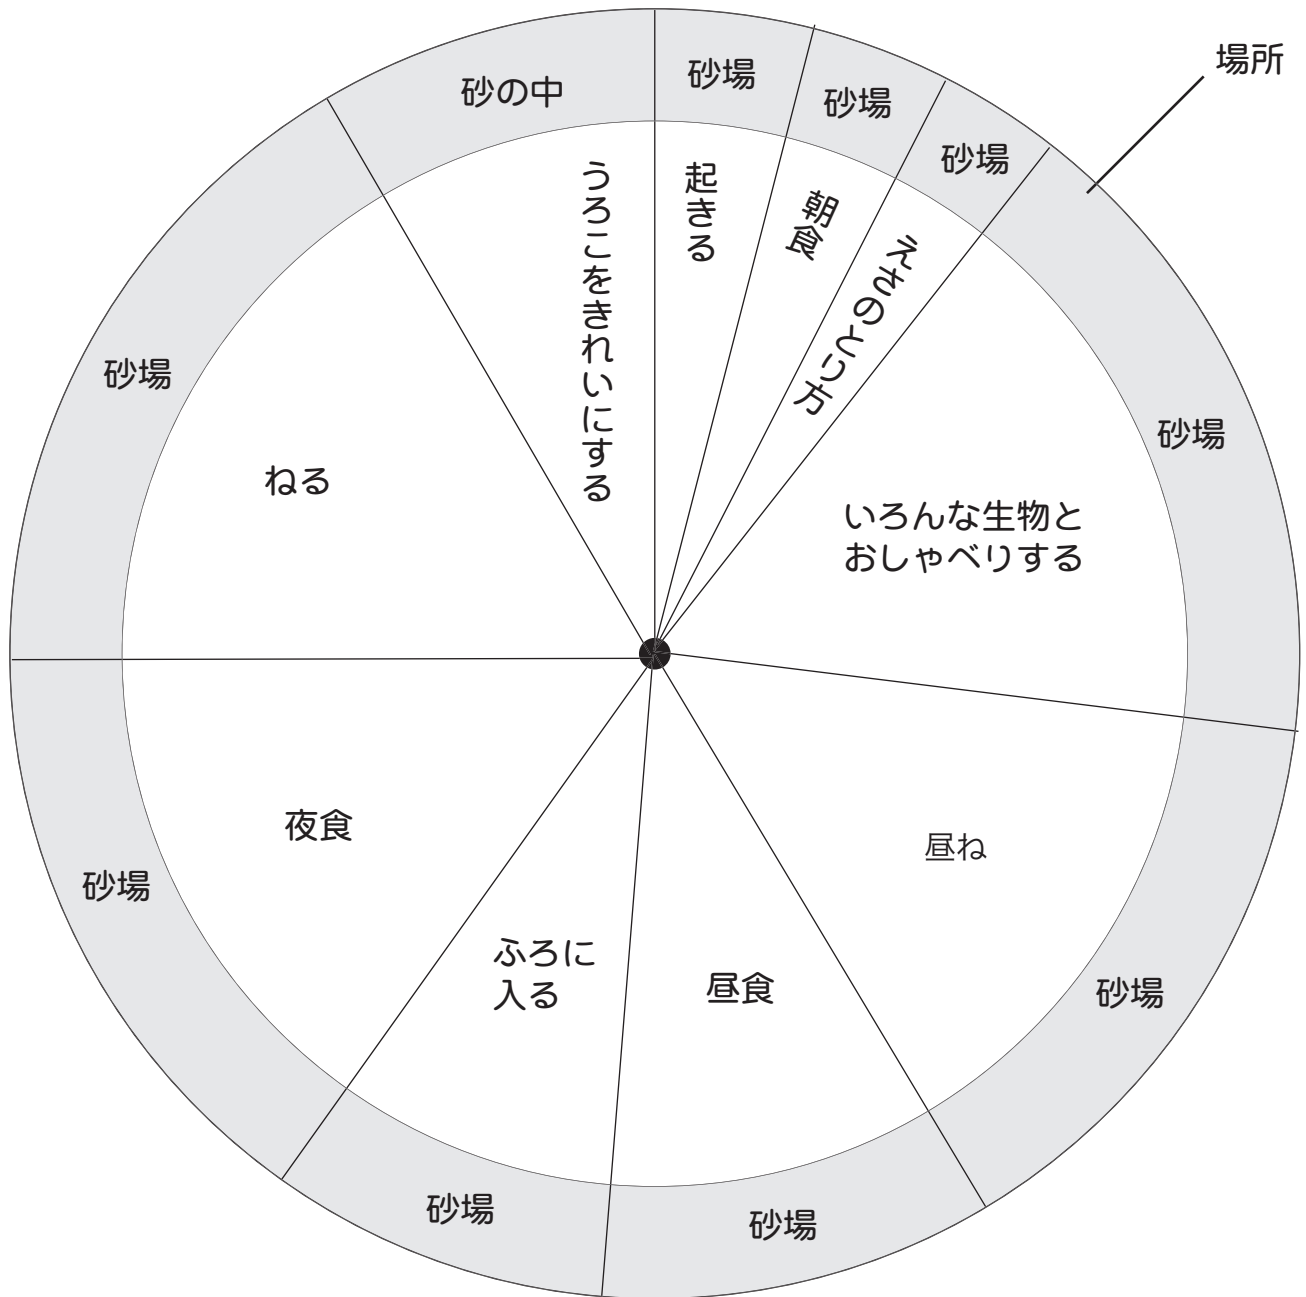 場所
砂場
起きる
砂場
朝食
砂場
えさのとり方
砂場
いろんな生物と
おしゃべりする
砂場
昼ね
砂場
昼食
砂場
ふろに
入る
砂場
夜食
砂場
ねる
砂の中
うろこをきれいにする